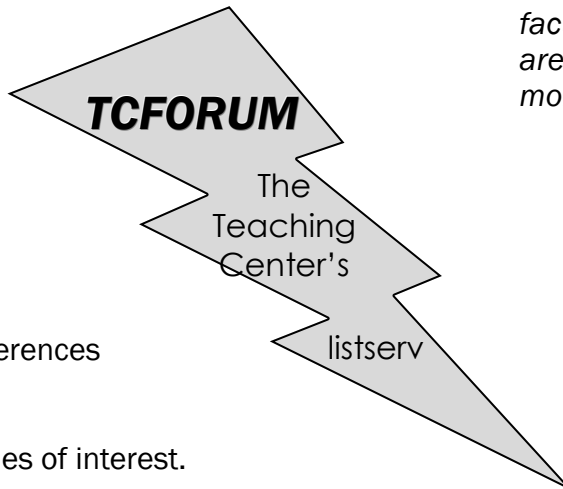 fac
are
mo
TCFORUM
The
Teaching
Center's
listserv
erences
es of interest.